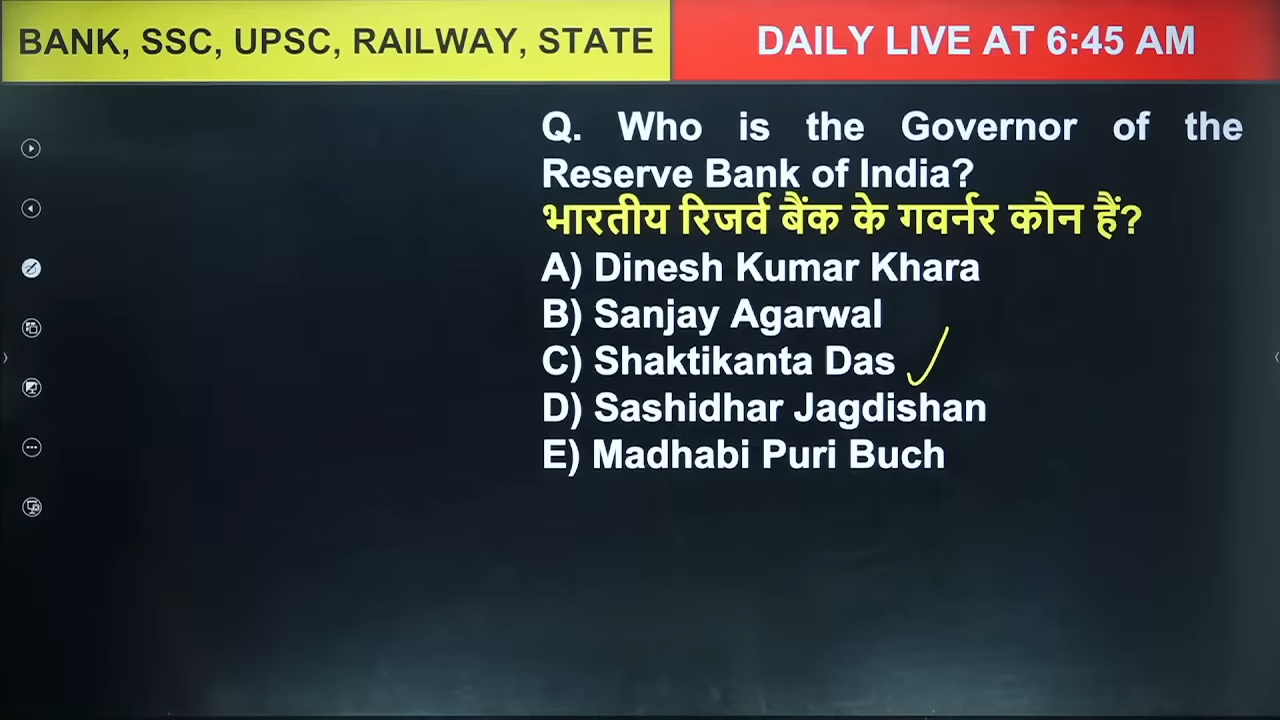 BANK, SSC, UPSC, RAILWAY, STATE
DAILY LIVE AT 6:45 AM
Q. Who is the Governor of the
Reserve Bank of India?
भारतीय रिजर्व बैंक के गवर्नर कौन हैं?
A) Dinesh Kumar Khara
B) Sanjay Agarwal
C) Shaktikanta Das
D) Sashidhar Jagdishan
E) Madhabi Puri Buch